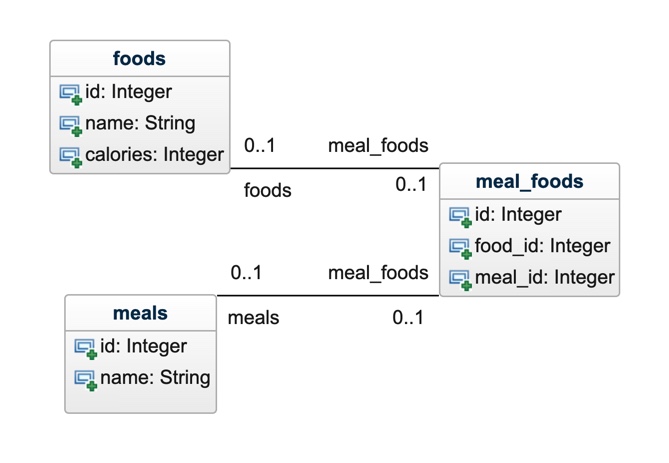 foods
id: Integer
name: String
calories: Integer
0..1
meal_foods
foods
0..1
meal_foods
id: Integer
food_id: Integer
meal_id: Integer
0..1
meal_foods
meals
0..1
meals
id: Integer
name: String